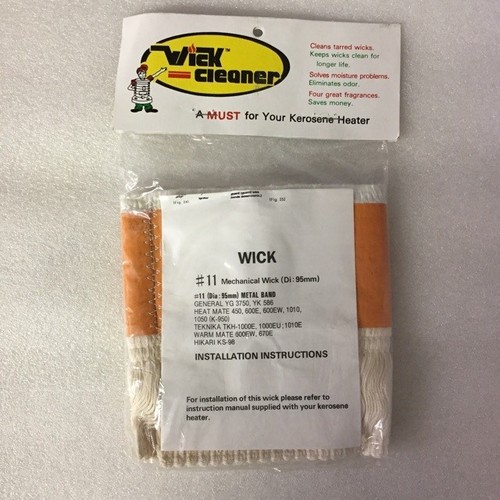 Wick™
cleaner
Cleans tarred wicks.
Keeps wicks clean for
longer life.
Solves moisture problems.
Eliminates odor.
Four great fragrances.
Saves money.
A MUST for Your Kerosene Heater
WICK
#11 Mechanical Wick (Di: 95mm)
#11 (Dia: 95mm) METAL BAND
GENERAL YG 3750, YK 586
HEAT MATE 450, 600E, 600EW, 1010,
1050 (K-950)
TEKNIKA TKH-1000E, 1000EU; 1010E
WARM MATE 600FW, 670E
HIKARI KS-98
INSTALLATION INSTRUCTIONS
For installation of this wick please refer to
instruction manual supplied with your kerosene
heater.